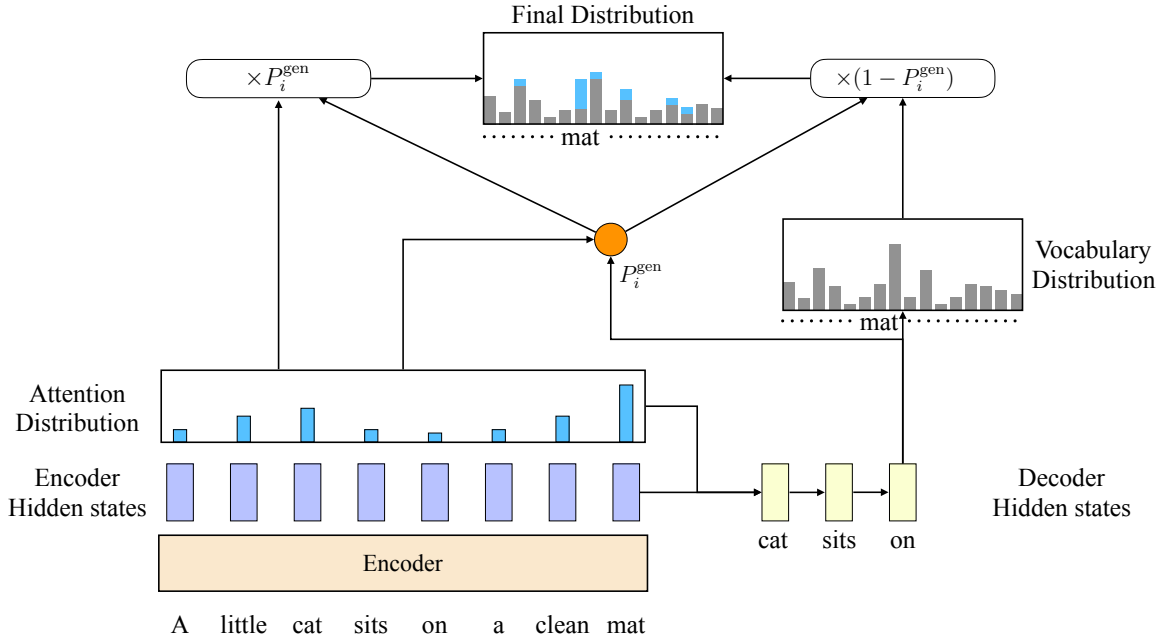 Final Distribution
×P_i^gen
×(1 − P_i^gen)
mat
P_i^gen
Vocabulary
Distribution
mat
Attention
Distribution
Encoder
Hidden states
Decoder
Hidden states
cat sits on
Encoder
A little cat sits on a clean mat